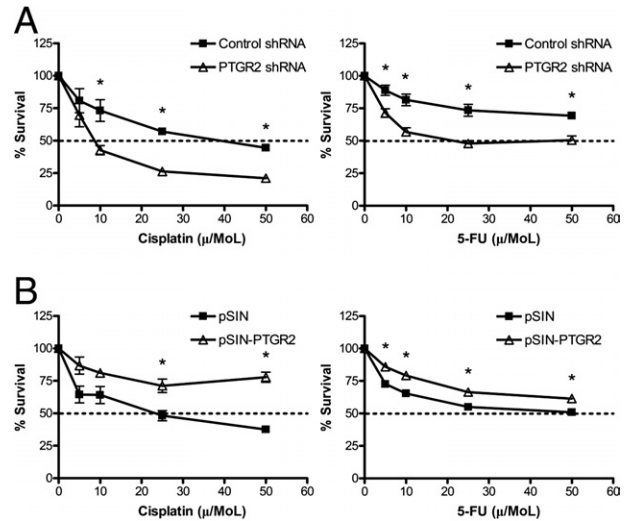 A
125
100
75
50
25
0
% Survival
Control shRNA
PTGR2 shRNA
* * *
0 10 20 30 40 50 60
Cisplatin (μ/MoL)
125
100
75
50
25
0
% Survival
Control shRNA
PTGR2 shRNA
* * * *
0 10 20 30 40 50 60
5-FU (μ/MoL)
B
125
100
75
50
25
0
% Survival
pSIN
pSIN-PTGR2
* *
0 10 20 30 40 50 60
Cisplatin (μ/MoL)
125
100
75
50
25
0
% Survival
pSIN
pSIN-PTGR2
* * * *
0 10 20 30 40 50 60
5-FU (μ/MoL)